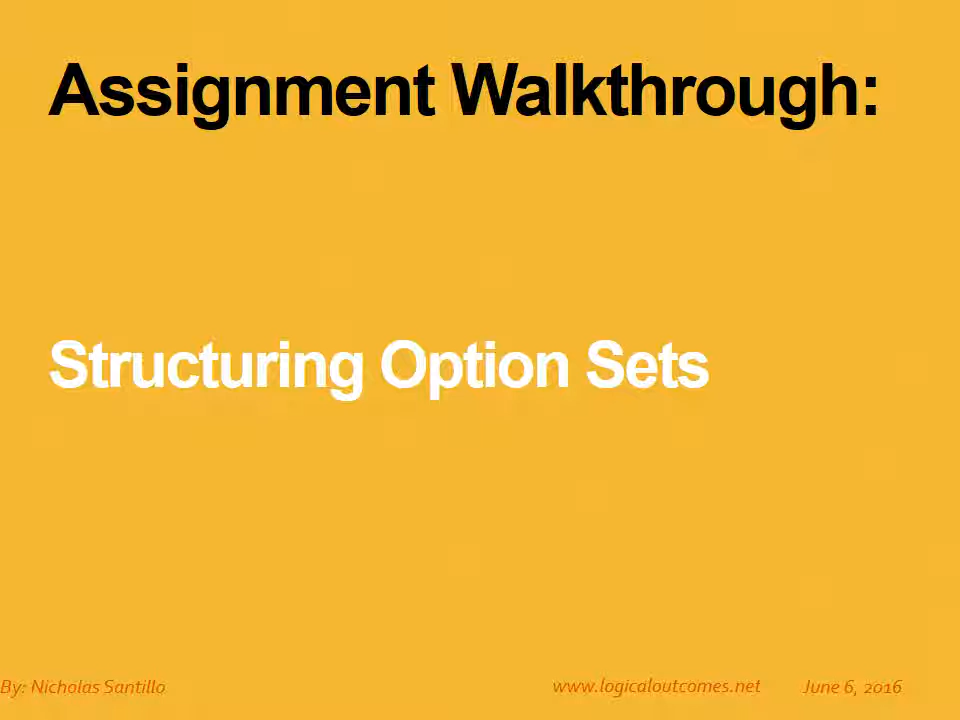 Assignment Walkthrough:
Structuring Option Sets
By: Nicholas Santillo www.logicaloutcomes.net June 6, 2016